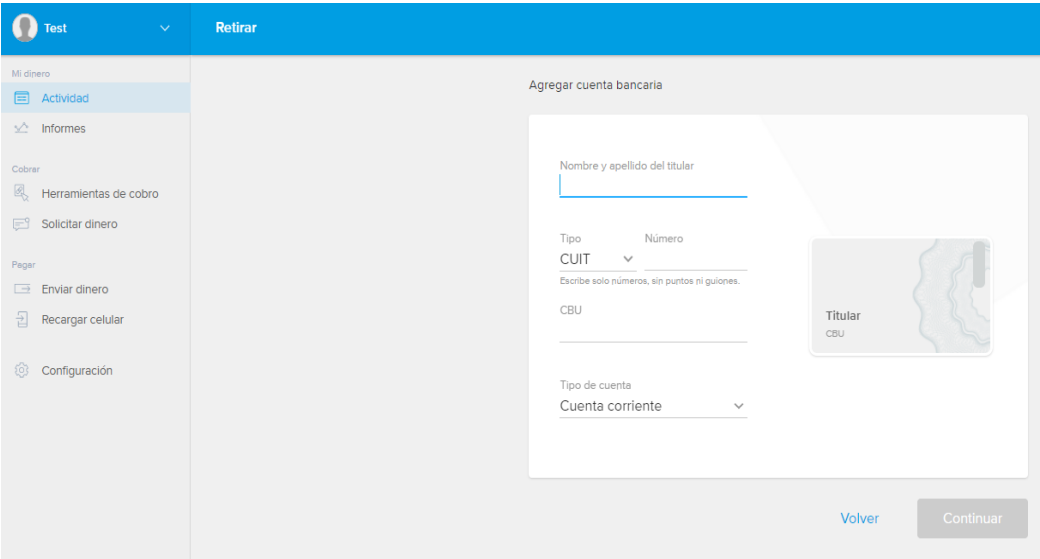 Test
Retirar
Mi dinero
Actividad
Informes
Cobrar
Herramientas de cobro
Solicitar dinero
Pagar
Enviar dinero
Recargar celular
Configuración
Agregar cuenta bancaria
Nombre y apellido del titular
Tipo Número
CUIT
Escribe solo números, sin puntos ni guiones.
CBU
Tipo de cuenta
Cuenta corriente
Titular
CBU
Volver Continuar